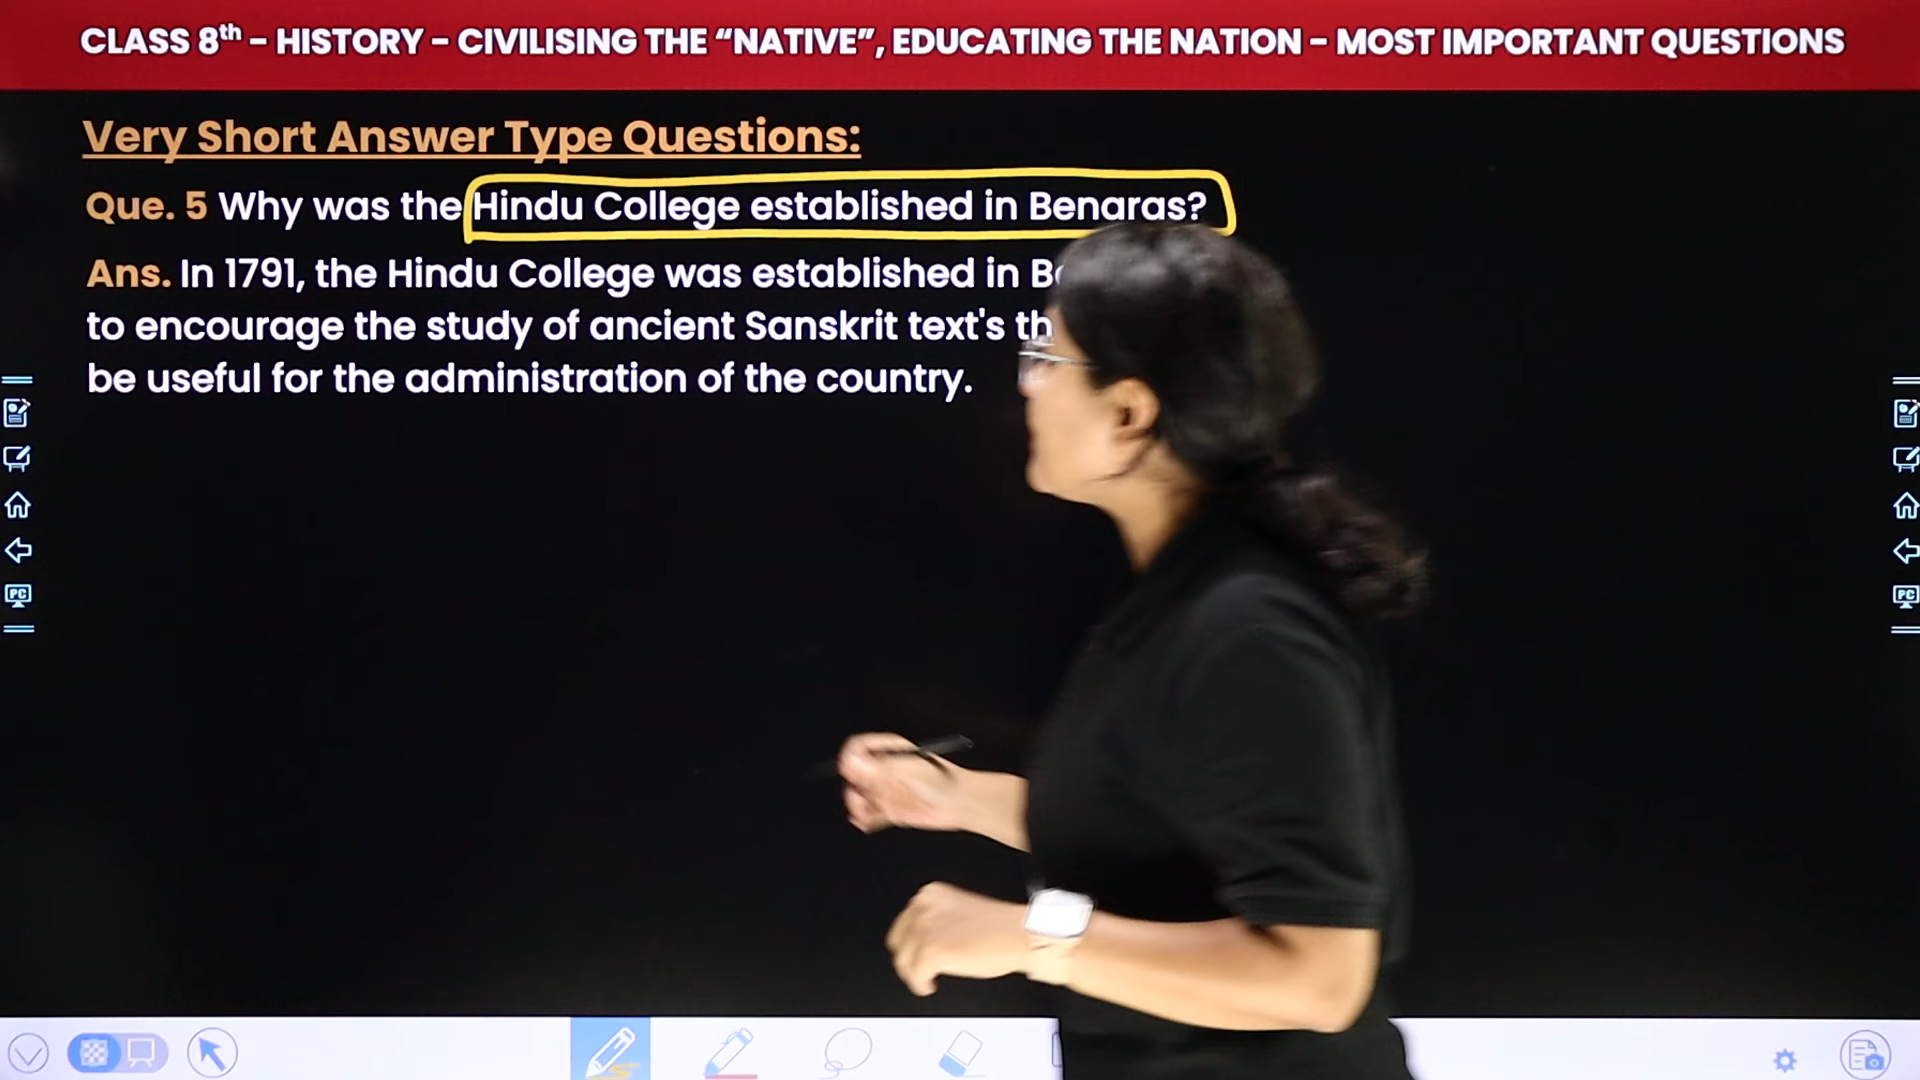 CLASS 8th – HISTORY – CIVILISING THE “NATIVE”, EDUCATING THE NATION – MOST IMPORTANT QUESTIONS
Very Short Answer Type Questions:
Que. 5 Why was the Hindu College established in Benaras?
Ans. In 1791, the Hindu College was established in
to encourage the study of ancient Sanskrit text's
be useful for the administration of the country.
PC
PC